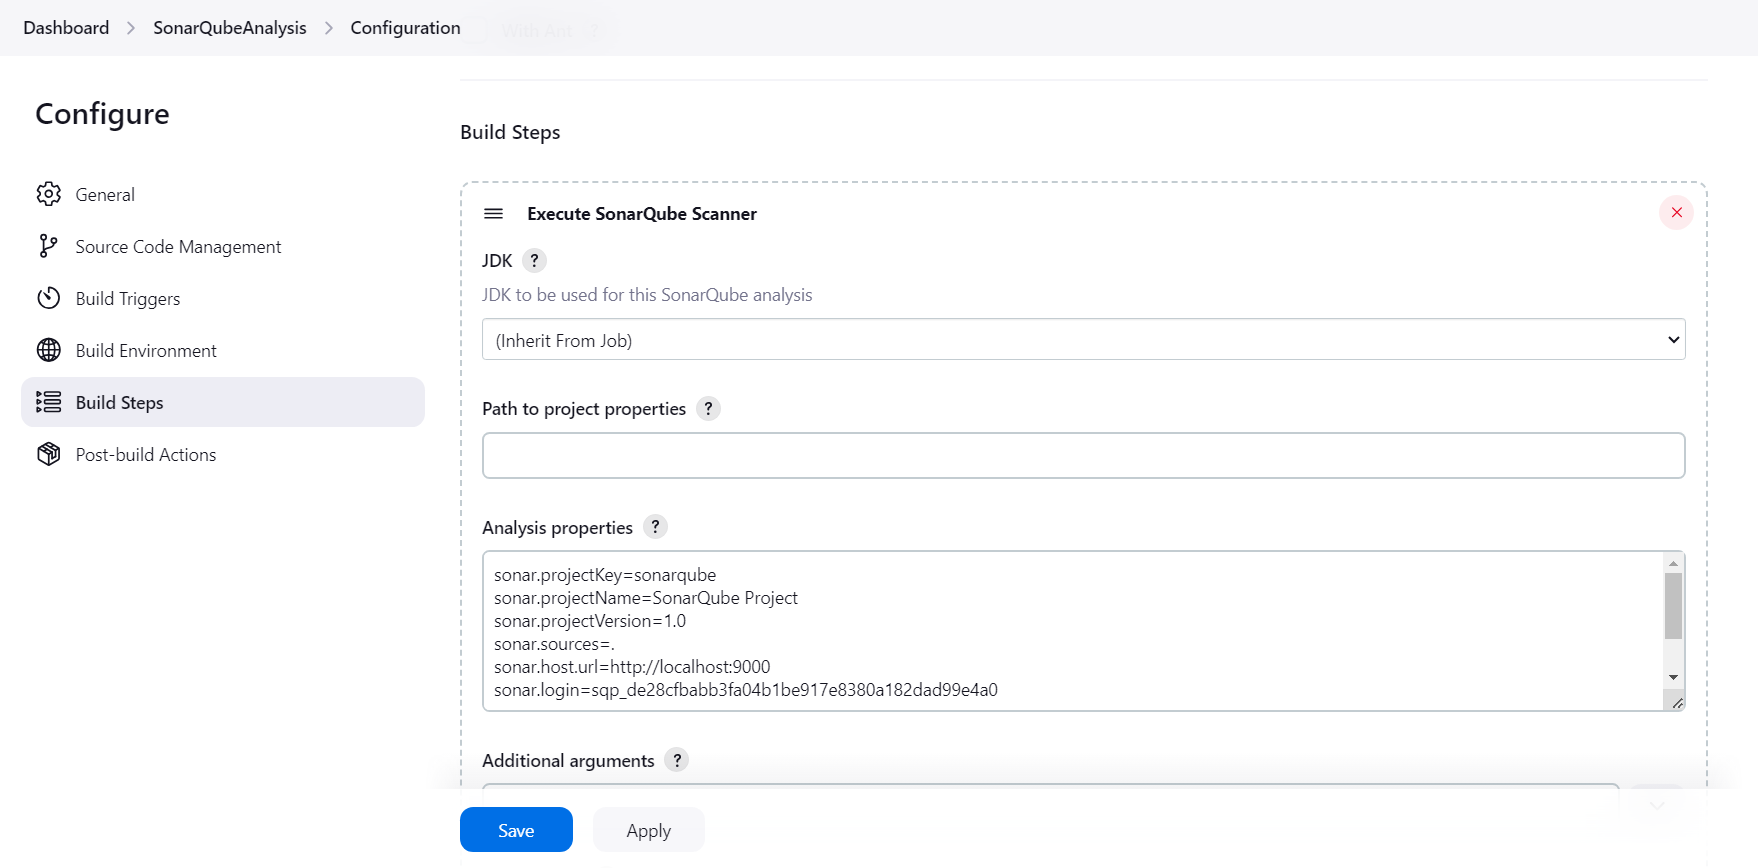 Dashboard > SonarQubeAnalysis > Configuration
With Ant ?
Configure
General
Source Code Management
Build Triggers
Build Environment
Build Steps
Post-build Actions
Build Steps
Execute SonarQube Scanner
JDK ?
JDK to be used for this SonarQube analysis
(Inherit From Job)
Path to project properties ?
Analysis properties ?
sonar.projectKey=sonarqube
sonar.projectName=SonarQube Project
sonar.projectVersion=1.0
sonar.sources=.
sonar.host.url=http://localhost:9000
sonar.login=sqp_de28cfbabb3fa04b1be917e8380a182dad99e4a0
Additional arguments ?
Save
Apply